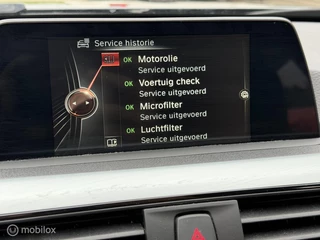 Service historie
OK Motorolie
Service uitgevoerd
OK Voertuig check
Service uitgevoerd
OK Microfilter
Service uitgevoerd
OK Luchtfilter
Service uitgevoerd
© mobilox